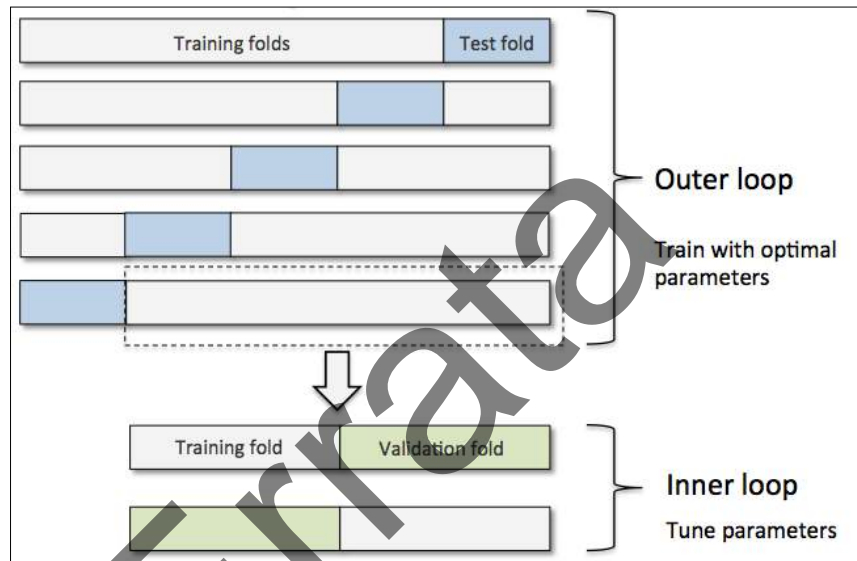 Training folds
Test fold
Outer loop
Train with optimal
parameters
Training fold
Validation fold
Inner loop
Tune parameters
Errata